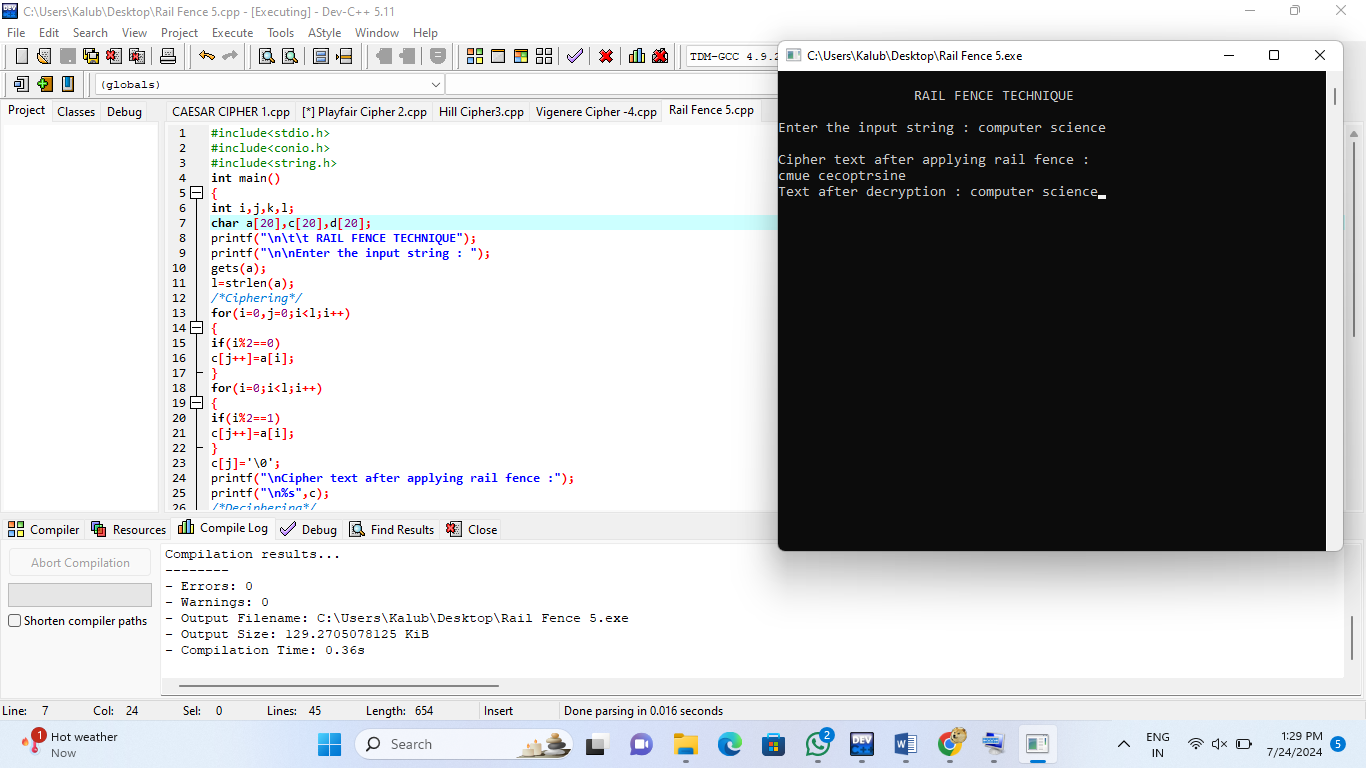 C:\Users\Kalub\Desktop\Rail Fence 5.cpp - [Executing] - Dev-C++ 5.11
File Edit Search View Project Execute Tools AStyle Window Help
TDM-GCC 4.9.2
(globals)
Project Classes Debug
CAESAR CIPHER 1.cpp [*] Playfair Cipher 2.cpp Hill Cipher3.cpp Vigenere Cipher -4.cpp Rail Fence 5.cpp
1 #include<stdio.h>
2 #include<conio.h>
3 #include<string.h>
4 int main()
5 {
6 int i,j,k,l;
7 char a[20],c[20],d[20];
8 printf("\n\t\t RAIL FENCE TECHNIQUE");
9 printf("\n\nEnter the input string : ");
10 gets(a);
11 l=strlen(a);
12 /*Ciphering*/
13 for(i=0,j=0;i<l;i++)
14 {
15 if(i%2==0)
16 c[j++]=a[i];
17 }
18 for(i=0;i<l;i++)
19 {
20 if(i%2==1)
21 c[j++]=a[i];
22 }
23 c[j]='\0';
24 printf("\nCipher text after applying rail fence :");
25 printf("\n%s",c);
26 /*Deciphering*/
C:\Users\Kalub\Desktop\Rail Fence 5.exe
RAIL FENCE TECHNIQUE
Enter the input string : computer science
Cipher text after applying rail fence :
cmue cecoptrsine
Text after decryption : computer science
Compiler Resources Compile Log Debug Find Results Close
Abort Compilation
Shorten compiler paths
Compilation results...
--------
- Errors: 0
- Warnings: 0
- Output Filename: C:\Users\Kalub\Desktop\Rail Fence 5.exe
- Output Size: 129.2705078125 KiB
- Compilation Time: 0.36s
Line: 7 Col: 24 Sel: 0 Lines: 45 Length: 654 Insert Done parsing in 0.016 seconds
1
Hot weather
Now
Search
DEV
2
ENG
IN
1:29 PM
7/24/2024
5